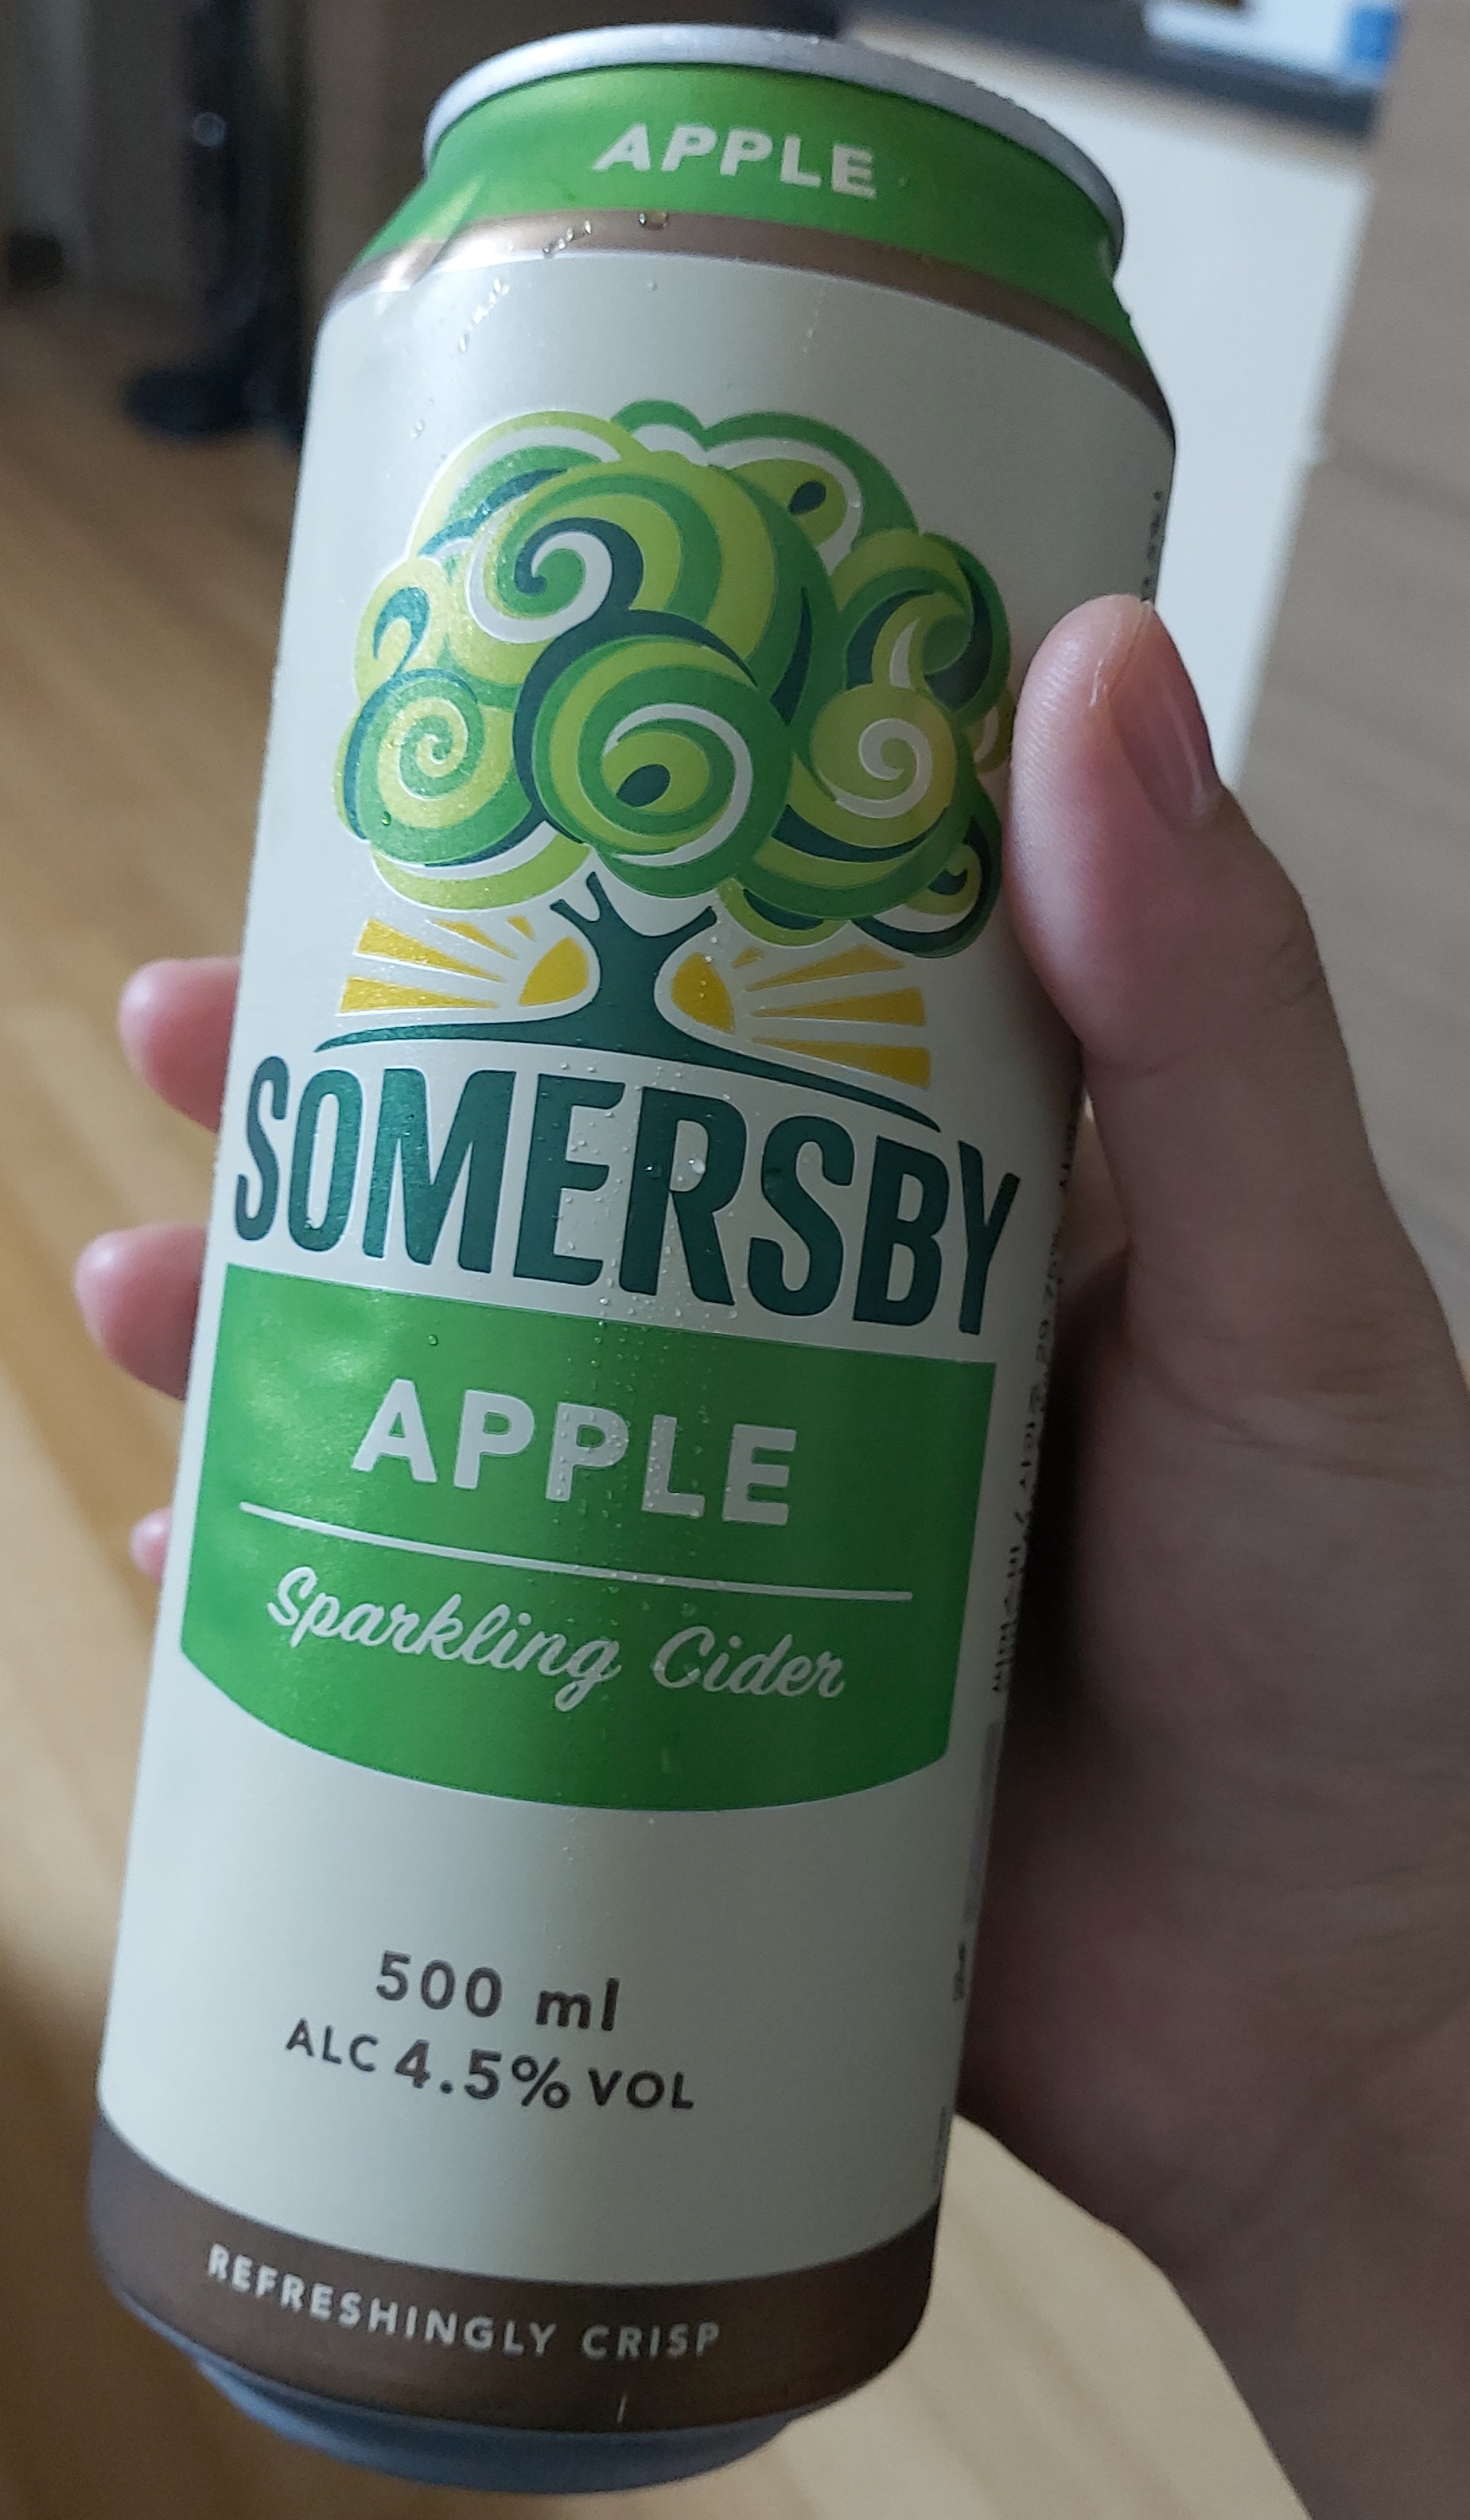 APPLE
SOMERSBY
APPLE
Sparkling Cider
500 ml
ALC 4.5% VOL
REFRESHINGLY CRISP